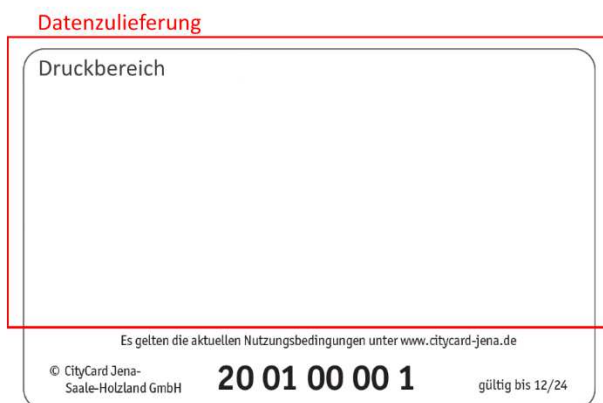 Datenzulieferung
Druckbereich
Es gelten die aktuellen Nutzungsbedingungen unter www.citycard-jena.de
© CityCard Jena-
Saale-Holzland GmbH
20 01 00 00 1
gültig bis 12/24